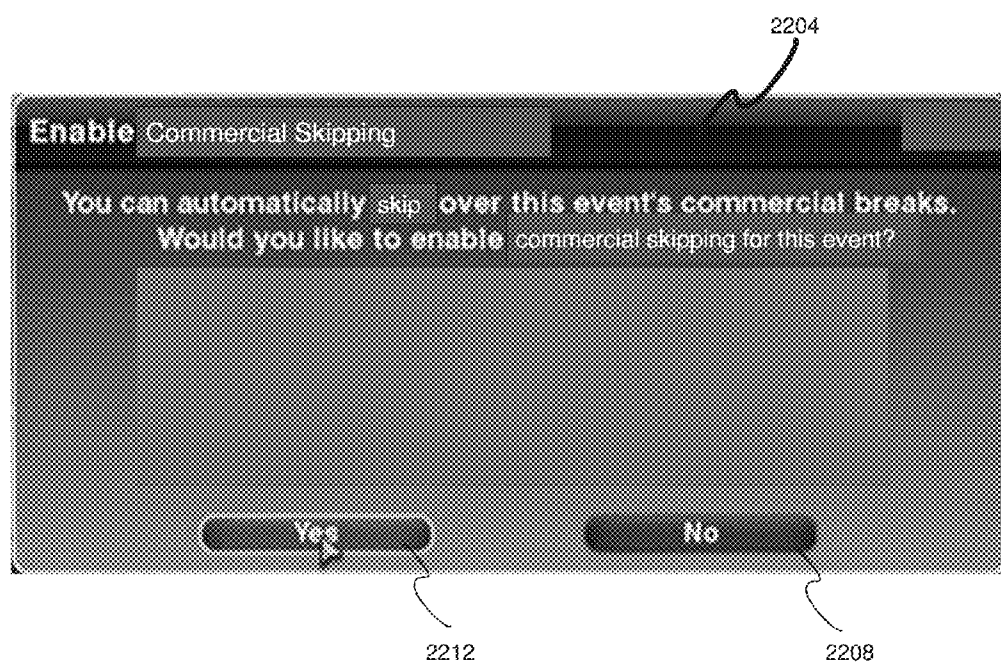 2204
Enable Commercial Skipping
You can automatically skip over this event's commercial breaks.
Would you like to enable commercial skipping for this event?
Yes No
2212 2208